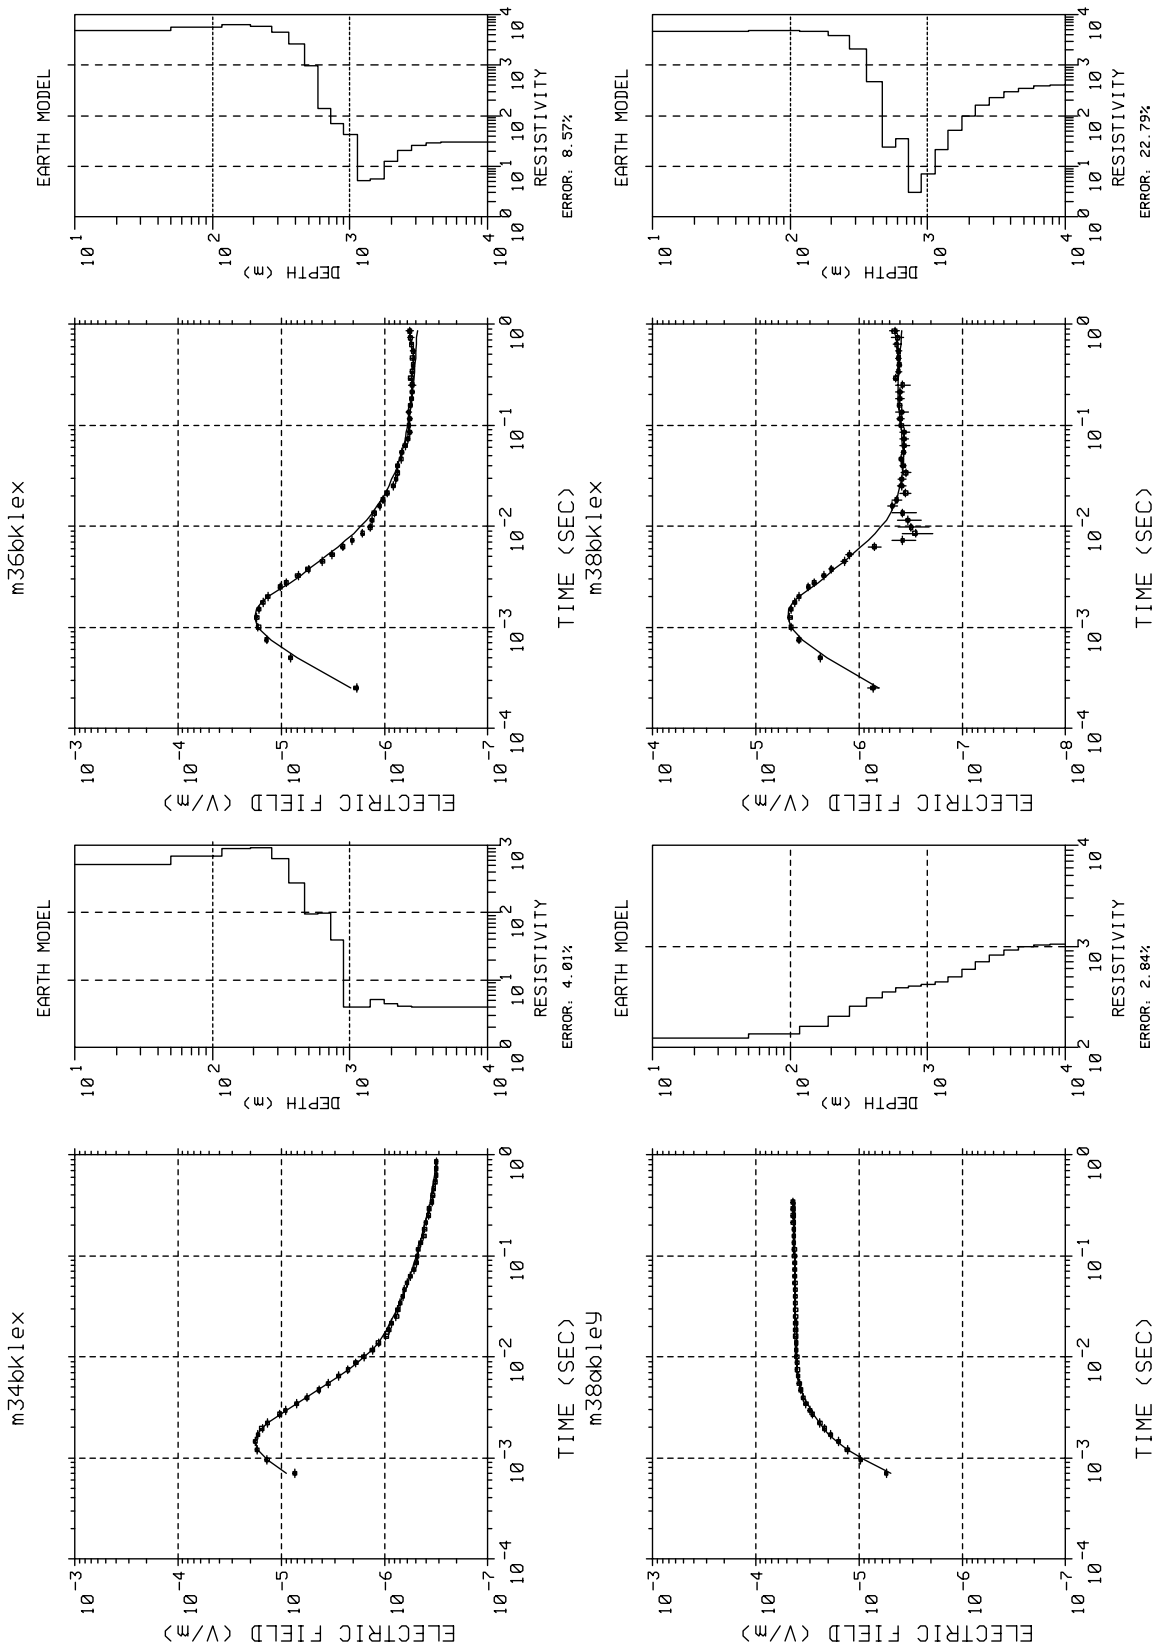 m34bklex
ELECTRIC FIELD (V/m)
10 -3
10 -4
10 -5
10 -6
10 -7
10 -4
10 -3
10 -2
10 -1
10 0
TIME (SEC)
EARTH MODEL
DEPTH (m)
10 1
10 2
10 3
10 4
10 0
10 1
10 2
10 3
RESISTIVITY
ERROR: 4.01%
m36bklex
ELECTRIC FIELD (V/m)
10 -3
10 -4
10 -5
10 -6
10 -7
10 -4
10 -3
10 -2
10 -1
10 0
TIME (SEC)
EARTH MODEL
DEPTH (m)
10 1
10 2
10 3
10 4
10 0
10 1
10 2
10 3
10 4
RESISTIVITY
ERROR: 8.57%
m38abley
ELECTRIC FIELD (V/m)
10 -3
10 -4
10 -5
10 -6
10 -7
10 -4
10 -3
10 -2
10 -1
10 0
TIME (SEC)
EARTH MODEL
DEPTH (m)
10 1
10 2
10 3
10 4
10 2
10 3
10 4
RESISTIVITY
ERROR: 2.84%
m38bklex
ELECTRIC FIELD (V/m)
10 -4
10 -5
10 -6
10 -7
10 -8
10 -4
10 -3
10 -2
10 -1
10 0
TIME (SEC)
EARTH MODEL
DEPTH (m)
10 1
10 2
10 3
10 4
10 0
10 1
10 2
10 3
10 4
RESISTIVITY
ERROR: 22.79%